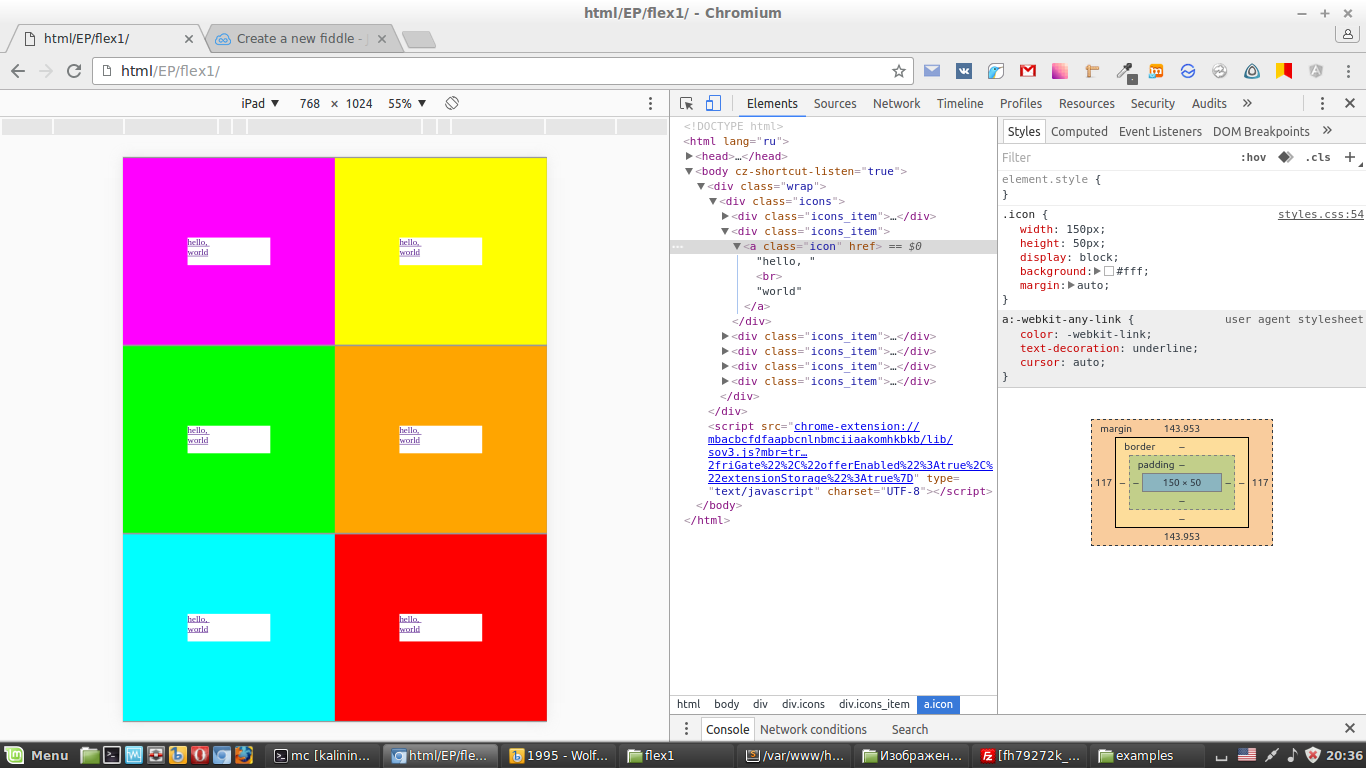 html/EP/flex1/ - Chromium
html/EP/flex1/
Create a new fiddle -
html/EP/flex1/
iPad ▼ 768 × 1024 55% ▼
Elements Sources Network Timeline Profiles Resources Security Audits »
hello,
world
hello,
world
hello,
world
hello,
world
hello,
world
hello,
world
<!DOCTYPE html>
<html lang="ru">
<head>…</head>
<body cz-shortcut-listen="true">
<div class="wrap">
<div class="icons">
<div class="icons_item">…</div>
<div class="icons_item">
<a class="icon" href> == $0
"hello, "
<br>
"world"
</a>
</div>
<div class="icons_item">…</div>
<div class="icons_item">…</div>
<div class="icons_item">…</div>
<div class="icons_item">…</div>
</div>
</div>
<script src="chrome-extension://
mbacbcfdfaapbcnlnbmciiaakomhkbkb/lib/
sov3.js?mbr=tr…
2friGate%22%2C%22offerEnabled%22%3Atrue%2C%
22extensionStorage%22%3Atrue%7D" type=
"text/javascript" charset="UTF-8"></script>
</body>
</html>
html body div div.icons div.icons_item a.icon
Styles Computed Event Listeners DOM Breakpoints »
Filter :hov .cls +
element.style {
}
.icon { styles.css:54
width: 150px;
height: 50px;
display: block;
background: #fff;
margin: auto;
}
a:-webkit-any-link { user agent stylesheet
color: -webkit-link;
text-decoration: underline;
cursor: auto;
}
margin 143.953
border –
padding –
117 – – 150 × 50 – – 117
–
–
143.953
Console Network conditions Search
Menu mc [kalinin... html/EP/fle... 1995 - Wolf... flex1 [/var/www/h... Изображен... [fh79272k_... examples 20:36